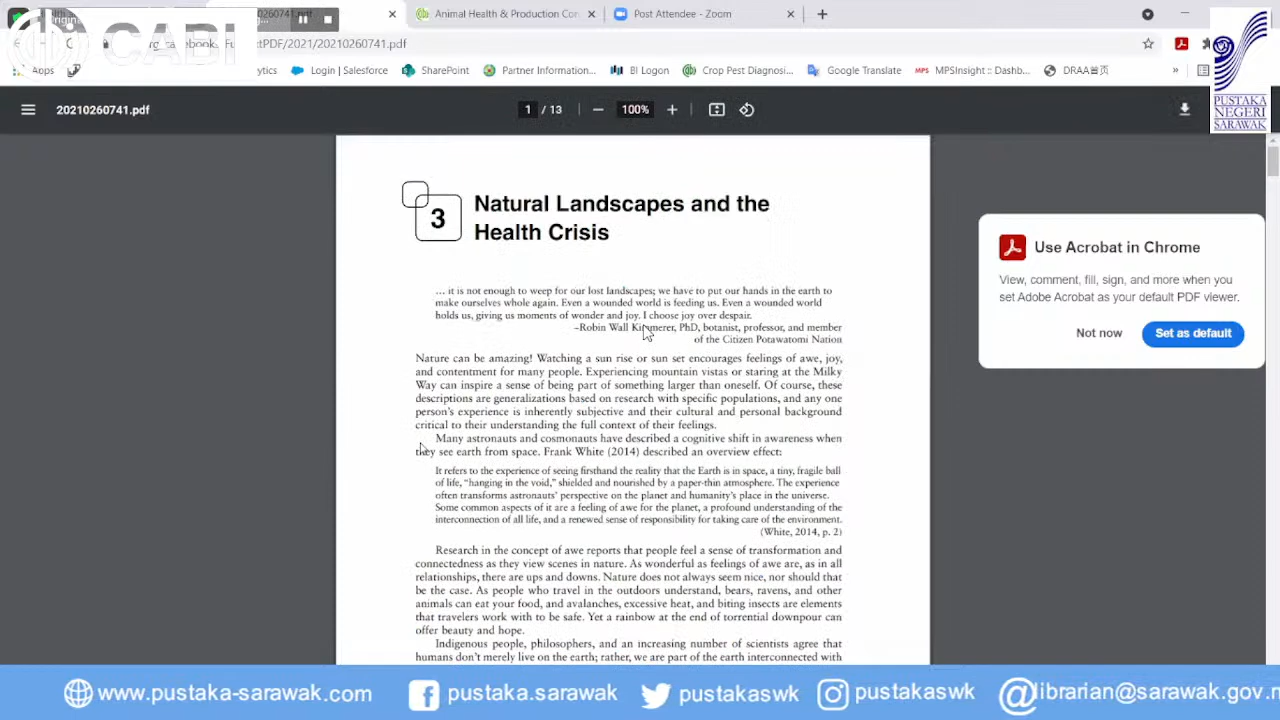 CABI
Animal Health & Production Con
Post Attendee - Zoom
2021/20210260741.pdf
Apps
Login | Salesforce
SharePoint
Partner Information...
BI Logon
Crop Pest Diagnosi...
Google Translate
MPSInsight :: Dashb...
DRAA首页
»
PUSTAKA
NEGERI
SARAWAK
20210260741.pdf
1 / 13
100%
3
Natural Landscapes and the
Health Crisis
Use Acrobat in Chrome
View, comment, fill, sign, and more when you
set Adobe Acrobat as your default PDF viewer.
Not now
Set as default
... it is not enough to weep for our lost landscapes; we have to put our hands in the earth to
make ourselves whole again. Even a wounded world is feeding us. Even a wounded world
holds us, giving us moments of wonder and joy. I choose joy over despair.
–Robin Wall Kimmerer, PhD, botanist, professor, and member
of the Citizen Potawatomi Nation
Nature can be amazing! Watching a sun rise or sun set encourages feelings of awe, joy,
and contentment for many people. Experiencing mountain vistas or staring at the Milky
Way can inspire a sense of being part of something larger than oneself. Of course, these
descriptions are generalizations based on research with specific populations, and any one
person's experience is inherently subjective and their cultural and personal background
critical to their understanding the full context of their feelings.
Many astronauts and cosmonauts have described a cognitive shift in awareness when
they see earth from space. Frank White (2014) described an overview effect:
It refers to the experience of seeing firsthand the reality that the Earth is in space, a tiny, fragile ball
of life, "hanging in the void," shielded and nourished by a paper-thin atmosphere. The experience
often transforms astronauts' perspective on the planet and humanity's place in the universe.
Some common aspects of it are a feeling of awe for the planet, a profound understanding of the
interconnection of all life, and a renewed sense of responsibility for taking care of the environment.
(White, 2014, p. 2)
Research in the concept of awe reports that people feel a sense of transformation and
connectedness as they view scenes in nature. As wonderful as feelings of awe are, as in all
relationships, there are ups and downs. Nature does not always seem nice, nor should that
be the case. As people who travel in the outdoors understand, bears, ravens, and other
animals can eat your food, and avalanches, excessive heat, and biting insects are elements
that travelers work with to be safe. Yet a rainbow at the end of torrential downpour can
offer beauty and hope.
Indigenous people, philosophers, and an increasing number of scientists agree that
humans don't merely live on the earth; rather, we are part of the earth interconnected with
www.pustaka-sarawak.com
pustaka.sarawak
pustakaswk
pustakaswk
librarian@sarawak.gov.m